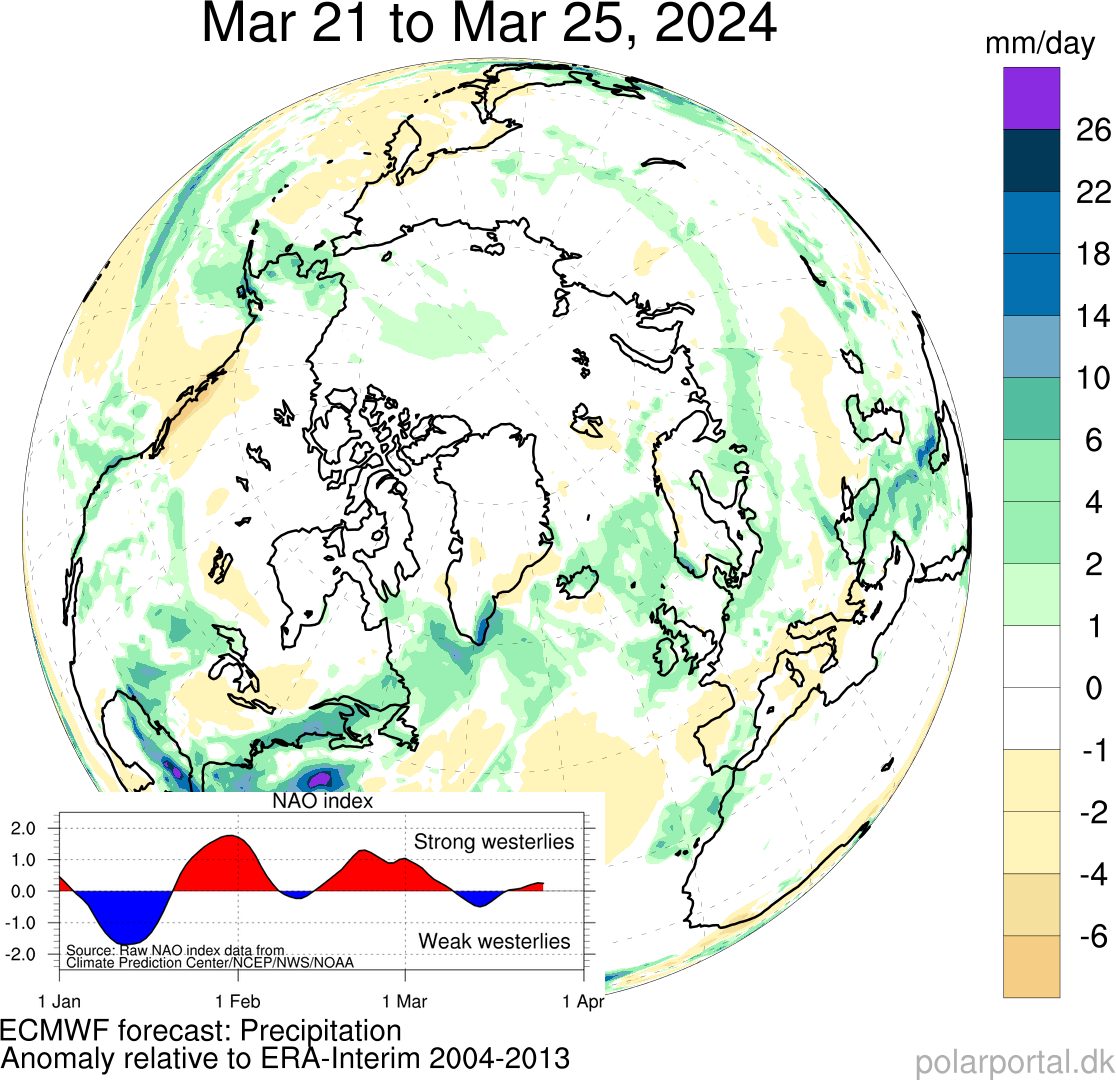 Mar 21 to Mar 25, 2024
mm/day
26
22
18
14
10
6
4
2
1
0
-1
-2
-4
-6
NAO index
2.0
1.0
0.0
-1.0
-2.0
Strong westerlies
Weak westerlies
Source: Raw NAO index data from
Climate Prediction Center/NCEP/NWS/NOAA
1 Jan 1 Feb 1 Mar 1 Apr
ECMWF forecast: Precipitation
Anomaly relative to ERA-Interim 2004-2013
polarportal.dk